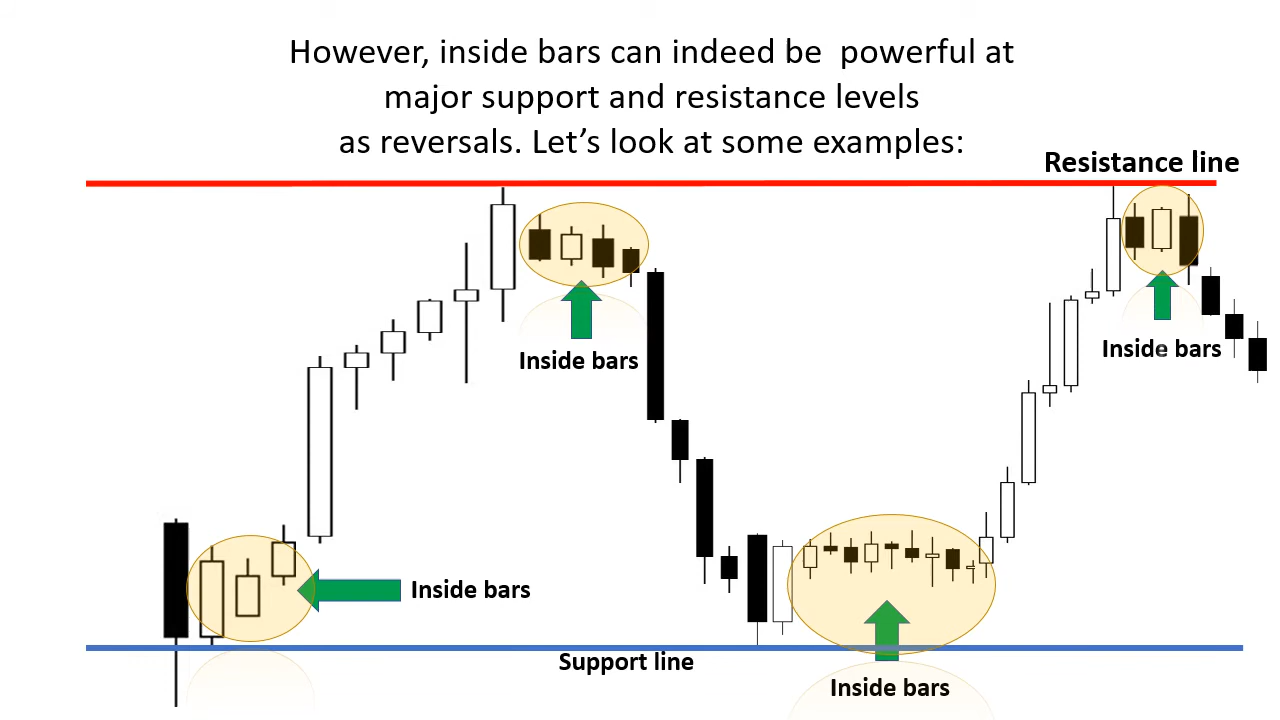 However, inside bars can indeed be  powerful at
major support and resistance levels
as reversals. Let’s look at some examples:
Resistance line
Inside bars
Inside bars
Inside bars
Support line
Inside bars